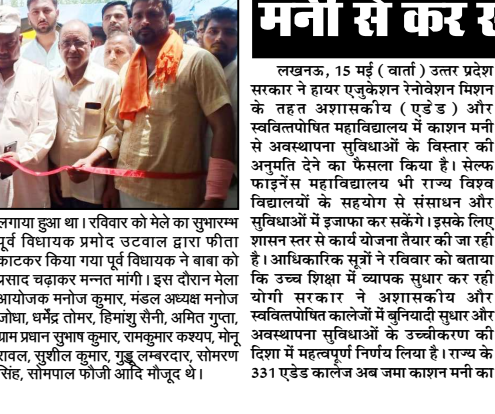 लगाया हुआ था। रविवार को मेले का सुभारम्भ
पूर्व विधायक प्रमोद उटवाल द्वारा फीता
काटकर किया गया पूर्व विधायक ने बाबा को
प्रसाद चढ़ाकर मन्नत मांगी। इस दौरान मेला
आयोजक मनोज कुमार, मंडल अध्यक्ष मनोज
जोधा, धर्मेंद्र तोमर, हिमांशु सैनी, अमित गुप्ता,
ग्राम प्रधान सुभाष कुमार, रामकुमार कश्यप, मोनू
रावल, सुशील कुमार, गुड्डू लम्बरदार, सोमरण
सिंह, सोमपाल फौजी आदि मौजूद थे।
मनी से कर
लखनऊ, 15 मई ( वार्ता ) उत्तर प्रदेश
सरकार ने हायर एजुकेशन रेनोवेशन मिशन
के तहत अशासकीय ( एडेड ) और
स्ववित्तपोषित महाविद्यालय में काशन मनी
से अवस्थापना सुविधाओं के विस्तार की
अनुमति देने का फैसला किया है। सेल्फ
फाइनेंस महाविद्यालय भी राज्य विश्व
विद्यालयों के सहयोग से संसाधन और
सुविधाओं में इजाफा कर सकेंगे। इसके लिए
शासन स्तर से कार्य योजना तैयार की जा रही
है। आधिकारिक सूत्रों ने रविवार को बताया
कि उच्च शिक्षा में व्यापक सुधार कर रही
योगी सरकार ने अशासकीय और
स्ववित्तपोषित कालेजों में बुनियादी सुधार और
अवस्थापना सुविधाओं के उच्चीकरण की
दिशा में महत्वपूर्ण निर्णय लिया है। राज्य के
331 एडेड कालेज अब जमा काशन मनी का